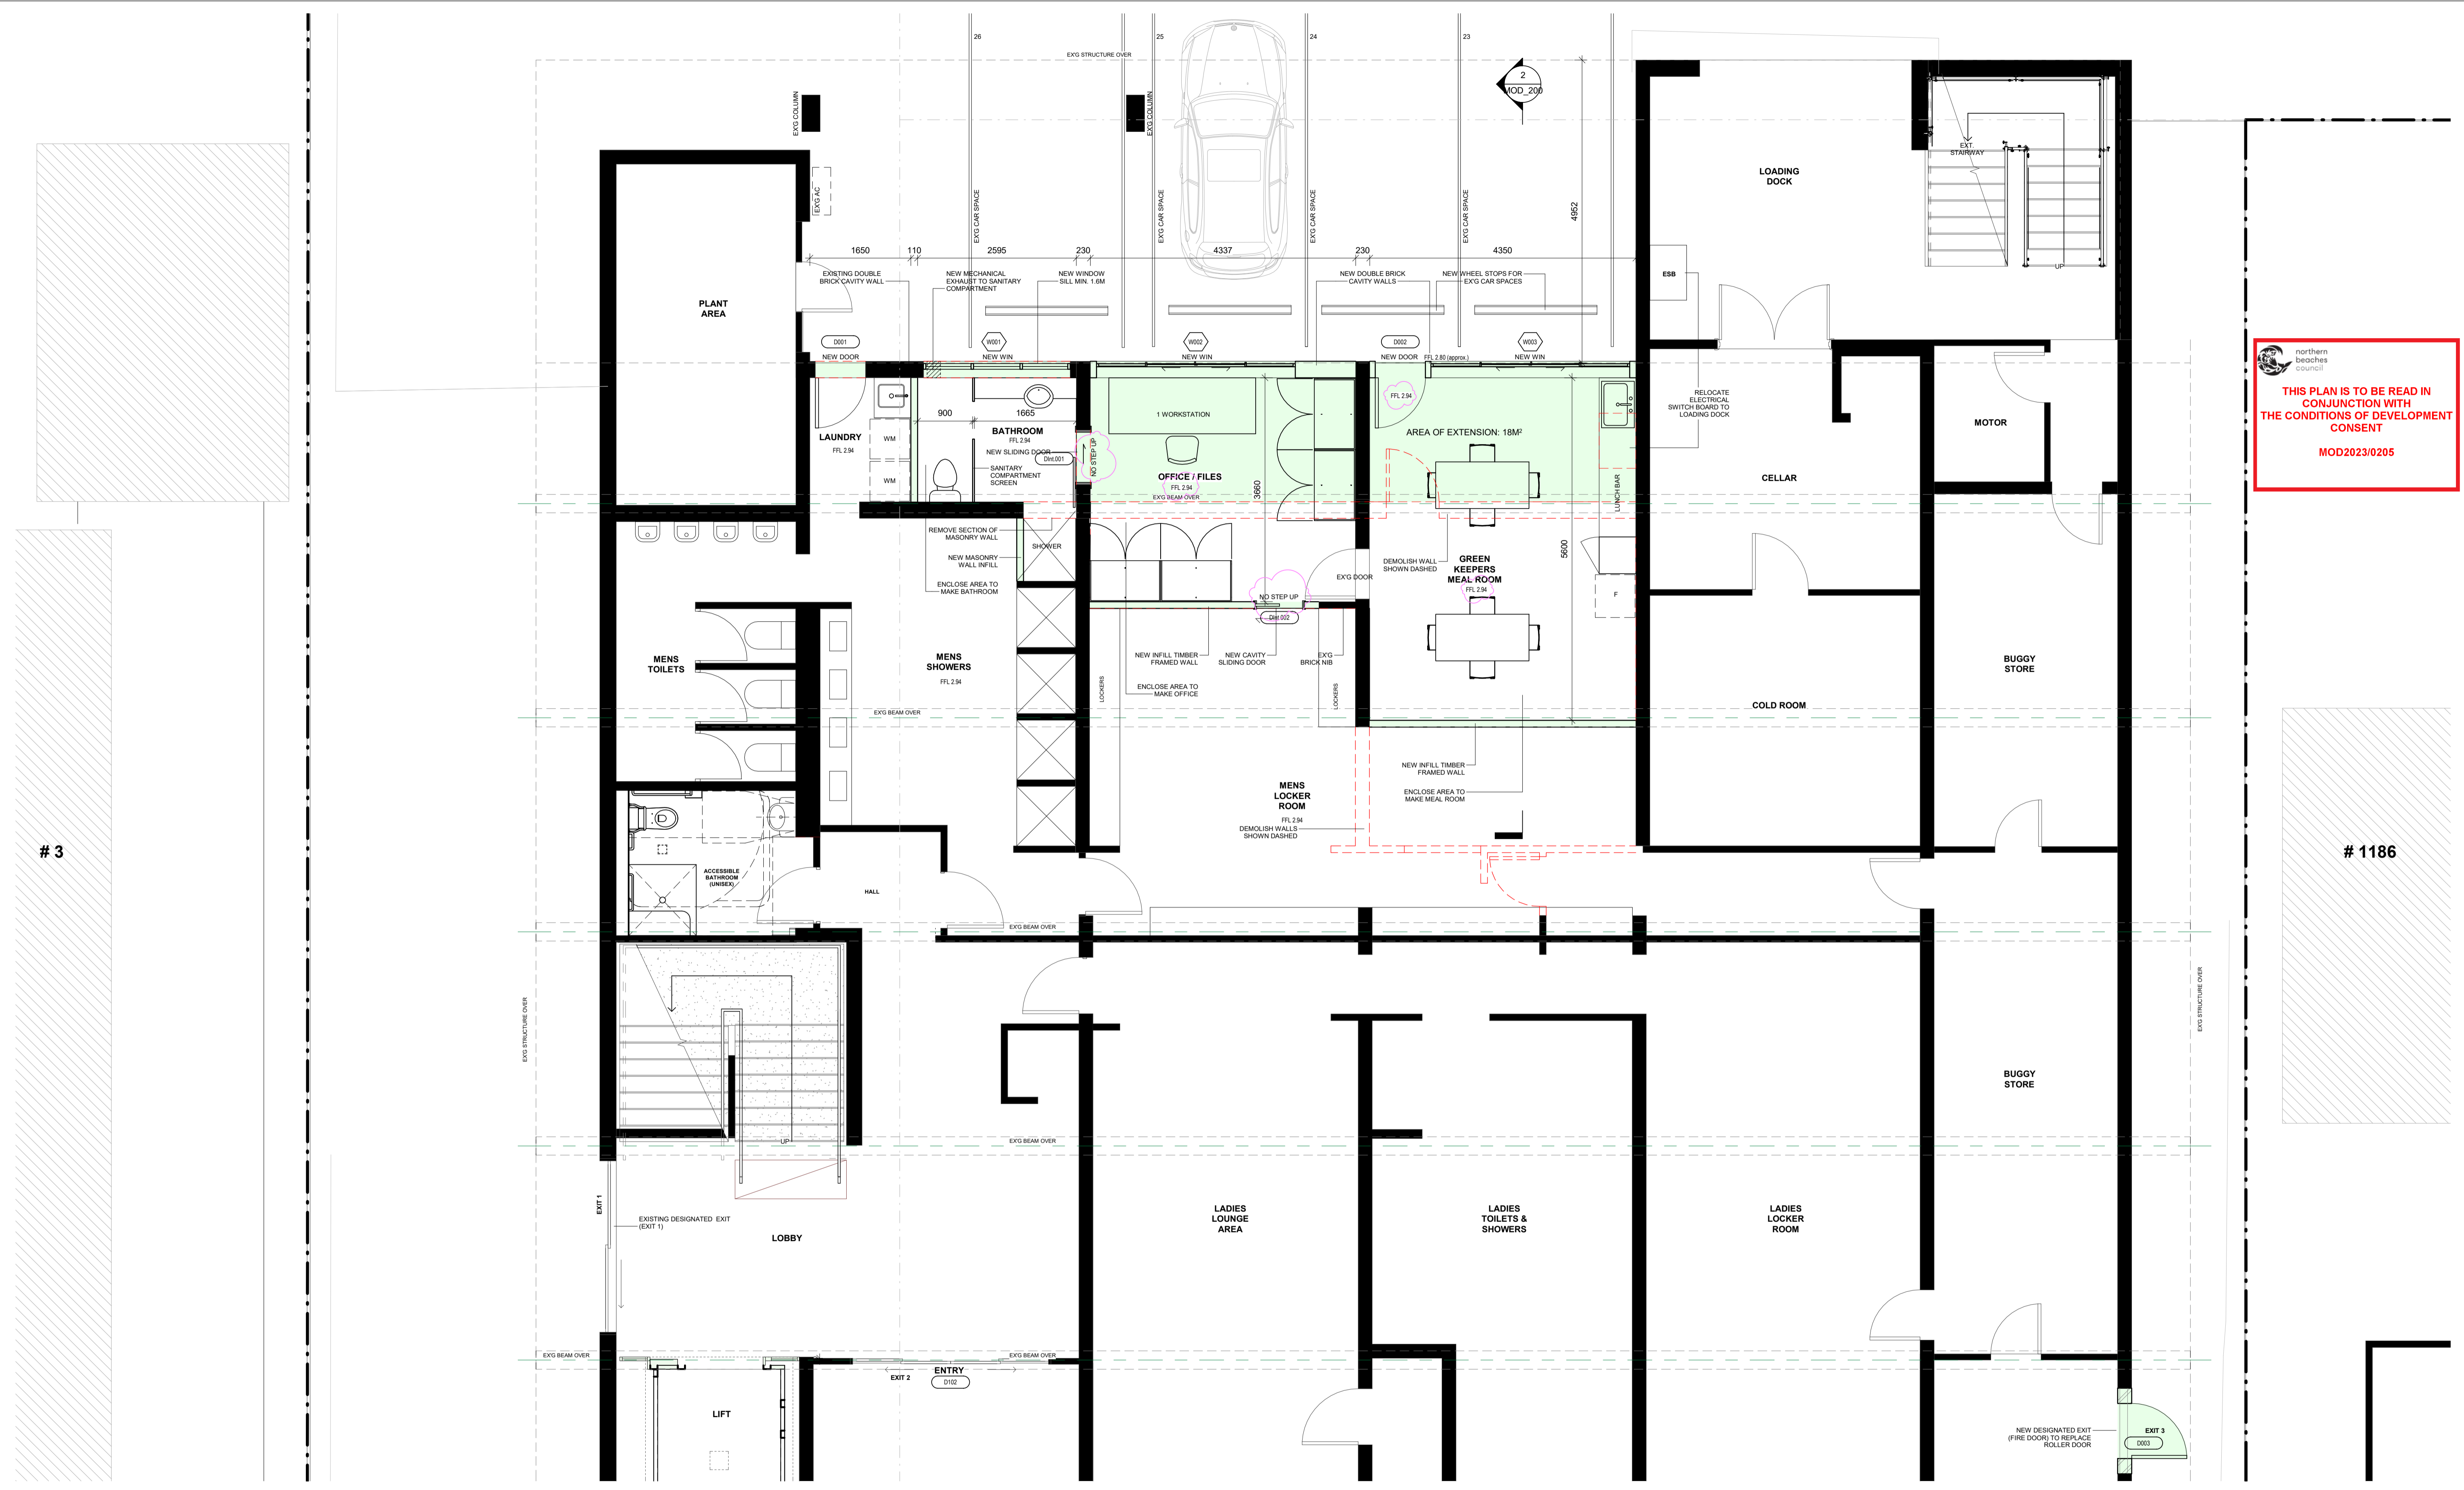 26
25
24
23
EX'G STRUCTURE OVER
2
MOD_200
EX'G COLUMN
EX'G COLUMN
EX'G AC
EX'G CAR SPACE
EX'G CAR SPACE
EX'G CAR SPACE
EX'G CAR SPACE
4952
LOADING
DOCK
EXT.
STAIRWAY
UP
1650
110
2595
230
4337
230
4350
EXISTING DOUBLE
BRICK CAVITY WALL
NEW MECHANICAL
EXHAUST TO SANITARY
COMPARTMENT
NEW WINDOW
SILL MIN. 1.6M
NEW DOUBLE BRICK
CAVITY WALLS
NEW WHEEL STOPS FOR
EX'G CAR SPACES
ESB
PLANT
AREA
D001
NEW DOOR
W001
NEW WIN
W002
NEW WIN
D002
NEW DOOR
FFL 2.80 (approx.)
W003
NEW WIN
northern
beaches
council
THIS PLAN IS TO BE READ IN
CONJUNCTION WITH
THE CONDITIONS OF DEVELOPMENT
CONSENT
MOD2023/0205
RELOCATE
ELECTRICAL
SWITCH BOARD TO
LOADING DOCK
MOTOR
CELLAR
900
1665
LAUNDRY
FFL 2.94
WM
WM
BATHROOM
FFL 2.94
NEW SLIDING DOOR
DInt.001
SANITARY
COMPARTMENT
SCREEN
NO STEP UP
1 WORKSTATION
OFFICE / FILES
FFL 2.94
EX'G BEAM OVER
3660
FFL 2.94
AREA OF EXTENSION: 18M²
LUNCH BAR
5600
REMOVE SECTION OF
MASONRY WALL
NEW MASONRY
WALL INFILL
ENCLOSE AREA TO
MAKE BATHROOM
SHOWER
DEMOLISH WALL
SHOWN DASHED
GREEN
KEEPERS
MEAL ROOM
FFL 2.94
EX'G DOOR
NO STEP UP
DInt.002
F
MENS
TOILETS
MENS
SHOWERS
FFL 2.94
EX'G BEAM OVER
NEW INFILL TIMBER
FRAMED WALL
NEW CAVITY
SLIDING DOOR
EX'G
BRICK NIB
LOCKERS
LOCKERS
ENCLOSE AREA TO
MAKE OFFICE
BUGGY
STORE
COLD ROOM
NEW INFILL TIMBER
FRAMED WALL
ENCLOSE AREA TO
MAKE MEAL ROOM
MENS
LOCKER
ROOM
FFL 2.94
DEMOLISH WALLS
SHOWN DASHED
# 3
# 1186
ACCESSIBLE
BATHROOM
(UNISEX)
HALL
EX'G BEAM OVER
EX'G STRUCTURE OVER
EX'G STRUCTURE OVER
BUGGY
STORE
UP
EX'G BEAM OVER
EXIT 1
EXISTING DESIGNATED EXIT
(EXIT 1)
LOBBY
LADIES
LOUNGE
AREA
LADIES
TOILETS &
SHOWERS
LADIES
LOCKER
ROOM
EX'G BEAM OVER
EX'G BEAM OVER
ENTRY
EXIT 2
D102
LIFT
NEW DESIGNATED EXIT
(FIRE DOOR) TO REPLACE
ROLLER DOOR
EXIT 3
D003